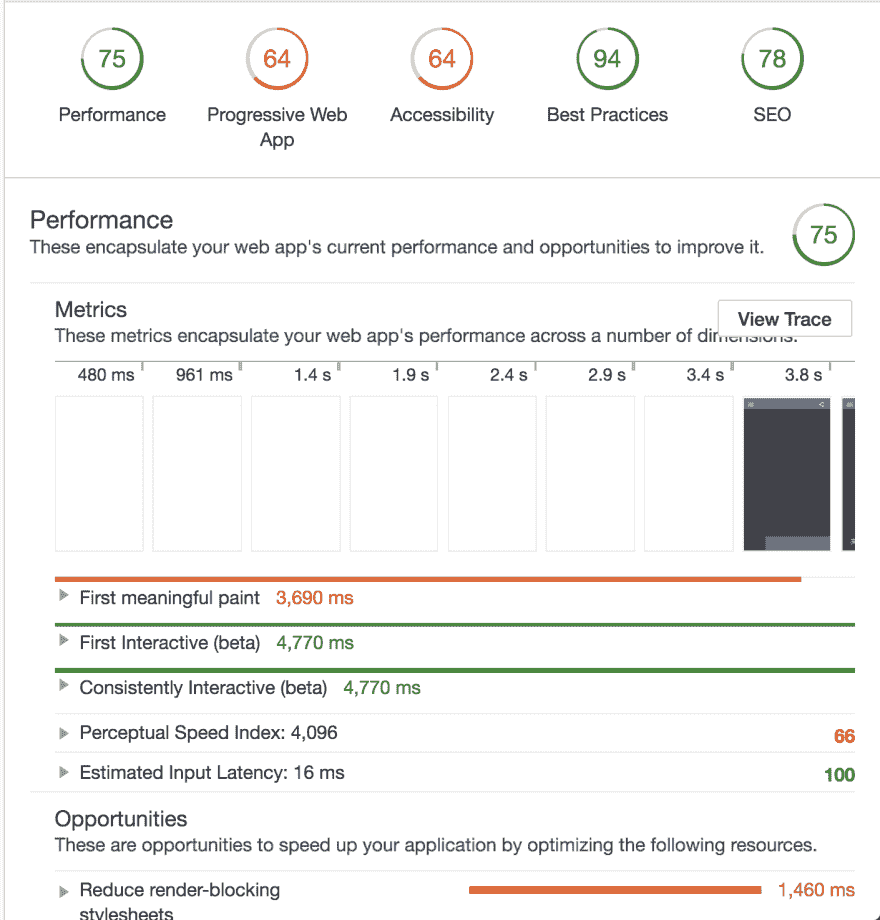 75 64 64 94 78
Performance Progressive Web Accessibility Best Practices SEO
App
Performance
These encapsulate your web app's current performance and opportunities to improve it.
75
Metrics
View Trace
These metrics encapsulate your web app's performance across a number of dimensions.
480 ms 961 ms 1.4 s 1.9 s 2.4 s 2.9 s 3.4 s 3.8 s
First meaningful paint 3,690 ms
First Interactive (beta) 4,770 ms
Consistently Interactive (beta) 4,770 ms
Perceptual Speed Index: 4,096 66
Estimated Input Latency: 16 ms 100
Opportunities
These are opportunities to speed up your application by optimizing the following resources.
Reduce render-blocking 1,460 ms
stylesheets